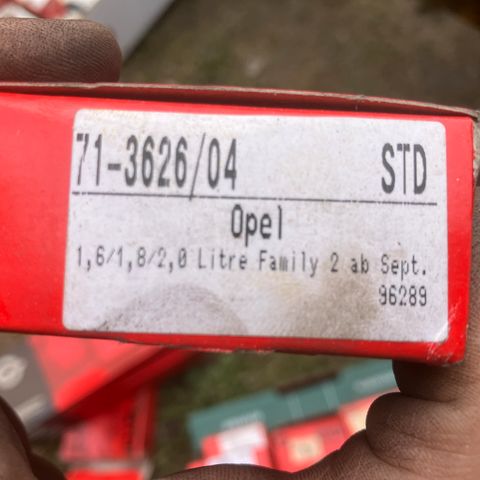 71-3626/04 STD
Opel
1,6/1,8/2,0 Litre Family 2 ab Sept.
96289